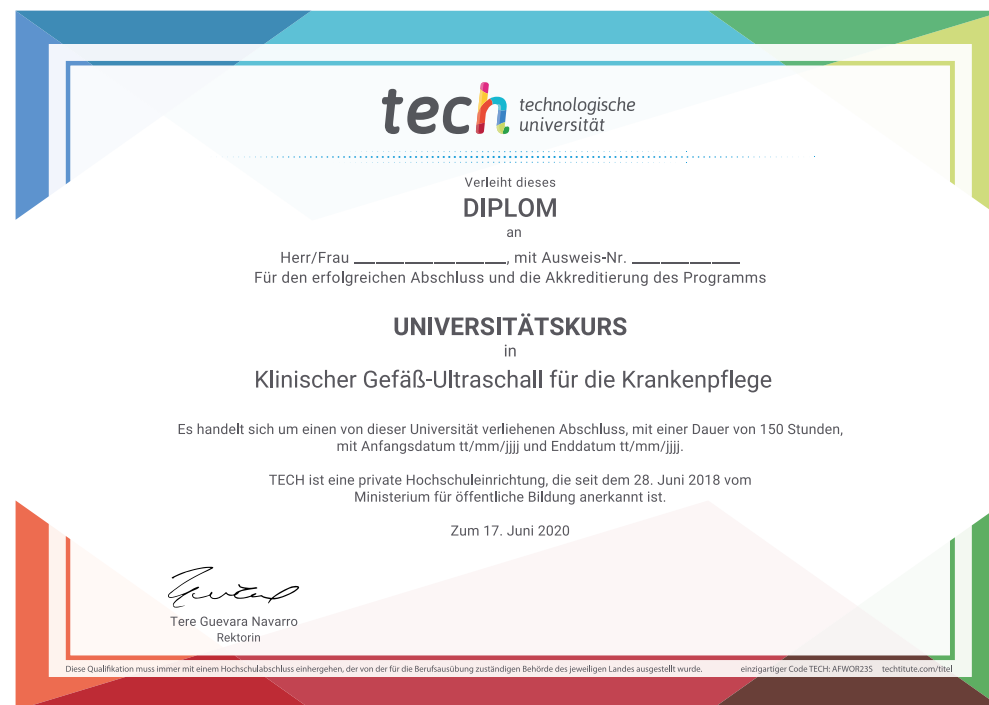 tech technologische
universität
Verleiht dieses
DIPLOM
an
Herr/Frau ________________, mit Ausweis-Nr. ____________
Für den erfolgreichen Abschluss und die Akkreditierung des Programms
UNIVERSITÄTSKURS
in
Klinischer Gefäß-Ultraschall für die Krankenpflege
Es handelt sich um einen von dieser Universität verliehenen Abschluss, mit einer Dauer von 150 Stunden,
mit Anfangsdatum tt/mm/jjjj und Enddatum tt/mm/jjjj.
TECH ist eine private Hochschuleinrichtung, die seit dem 28. Juni 2018 vom
Ministerium für öffentliche Bildung anerkannt ist.
Zum 17. Juni 2020
Tere Guevara Navarro
Rektorin
Diese Qualifikation muss immer mit einem Hochschulabschluss einhergehen, der von der für die Berufsausübung zuständigen Behörde des jeweiligen Landes ausgestellt wurde. einzigartiger Code TECH: AFWOR23S techtitute.com/titel